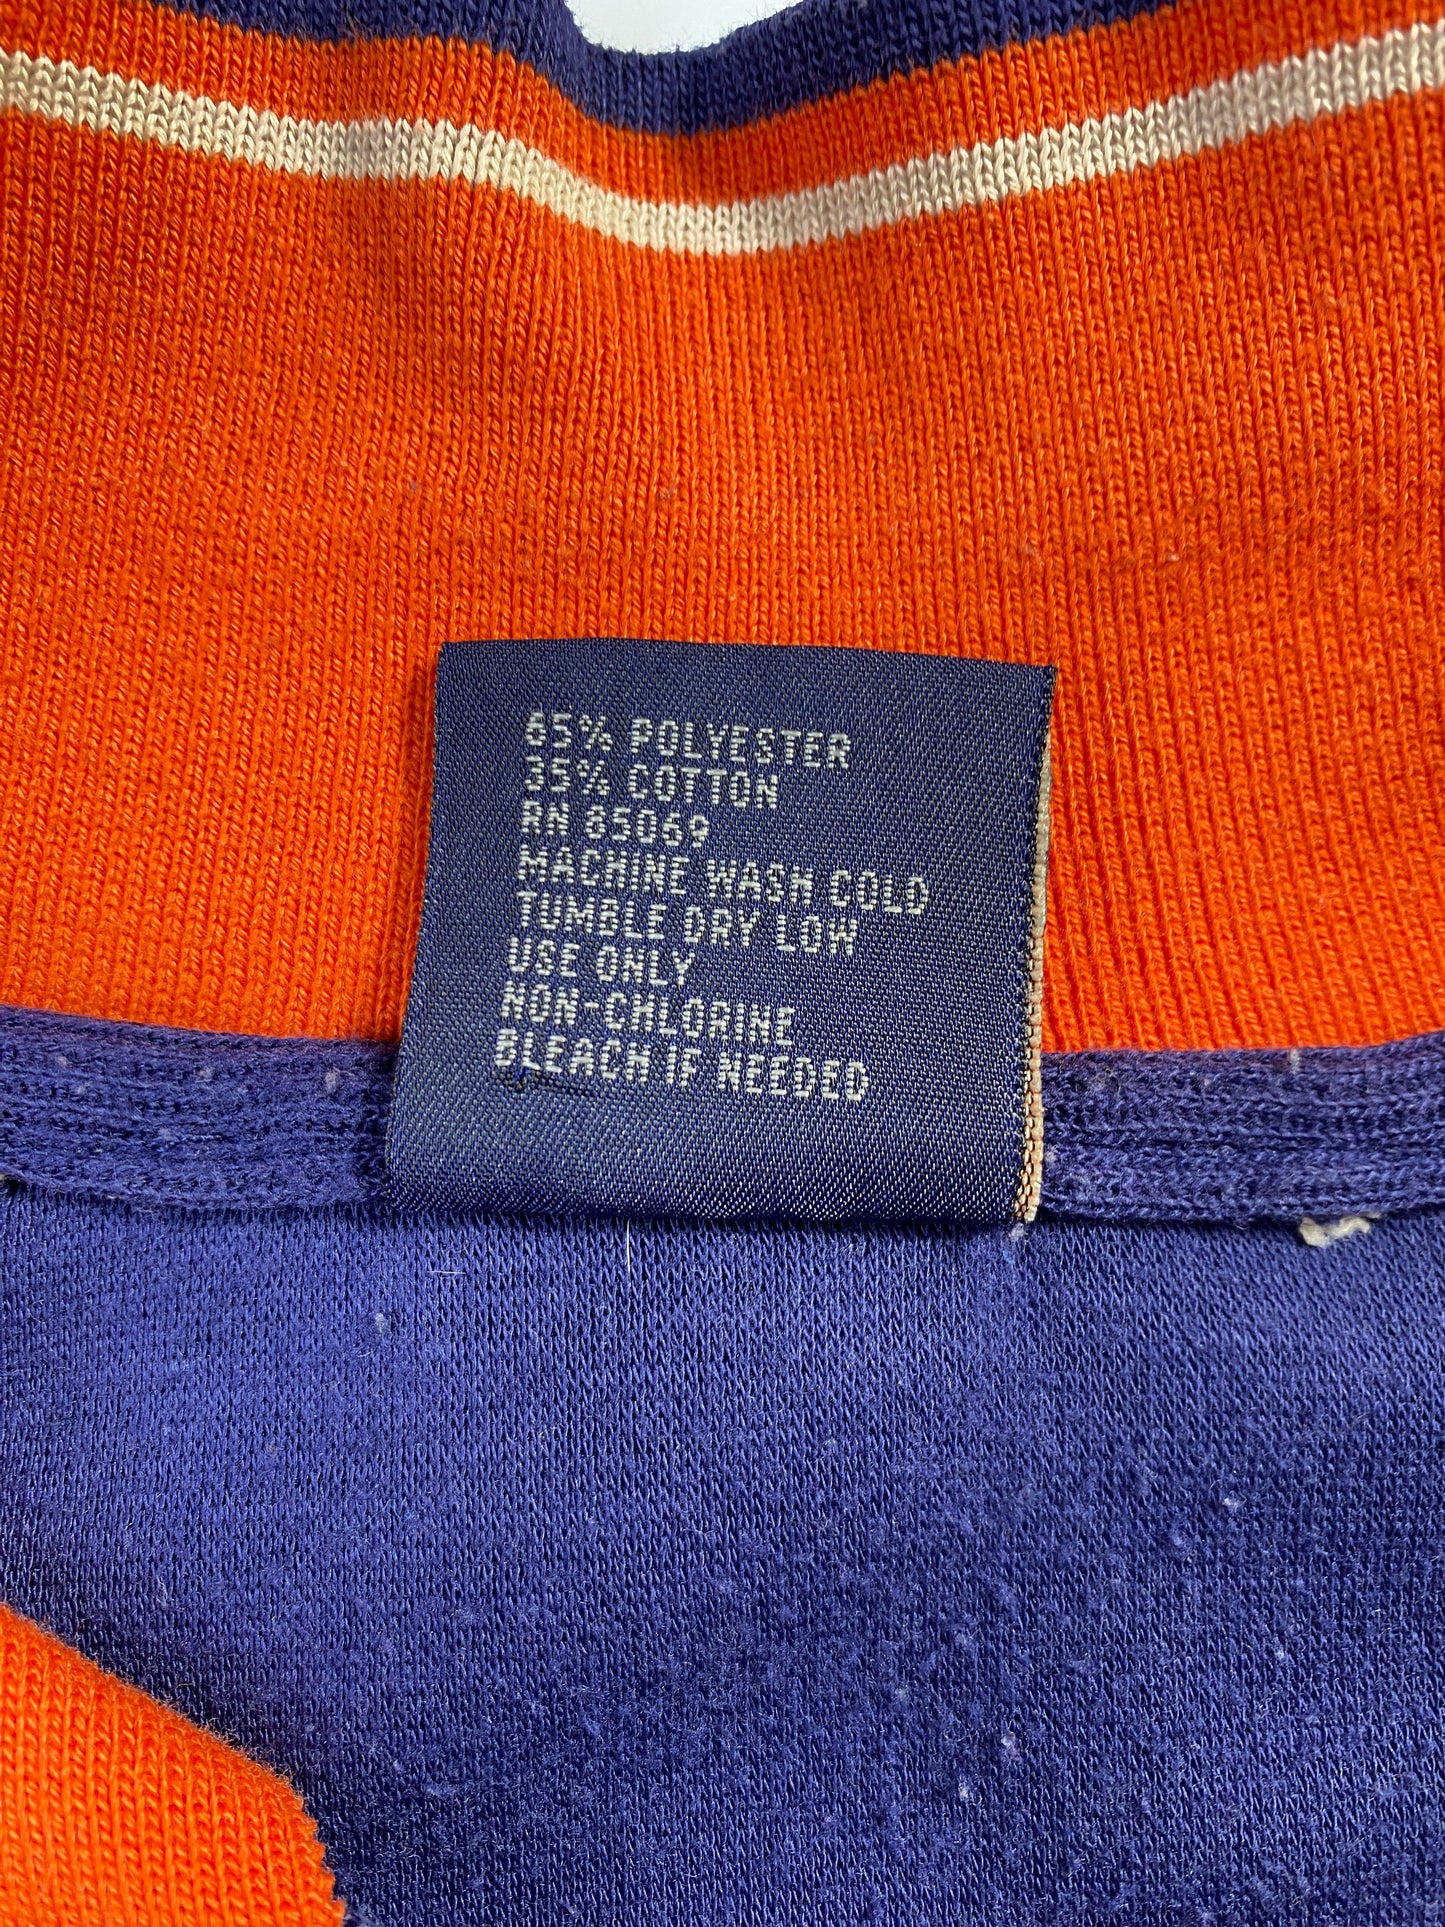 65% POLYESTER
35% COTTON
RN 85069
MACHINE WASH COLD
TUMBLE DRY LOW
USE ONLY
NON-CHLORINE
BLEACH IF NEEDED